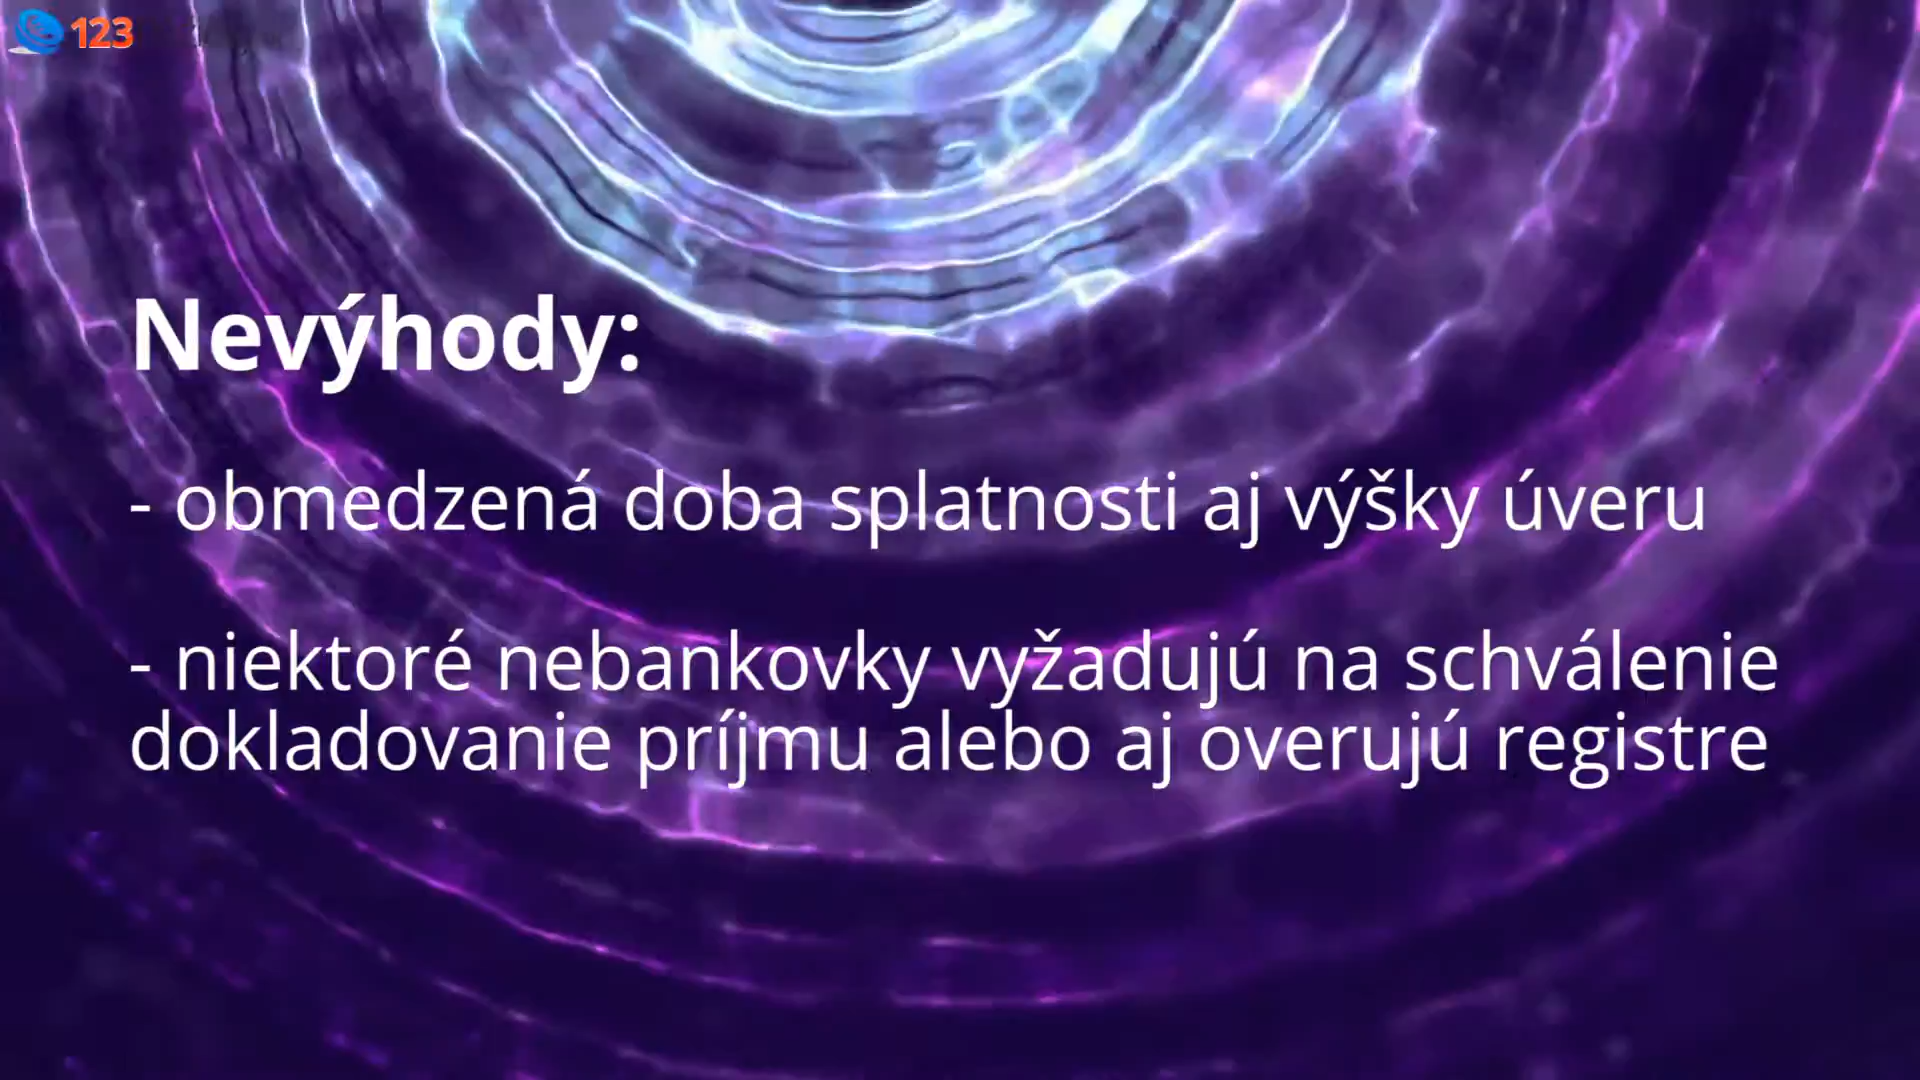 123
Nevýhody:
- obmedzená doba splatnosti aj výšky úveru
- niektoré nebankovky vyžadujú na schválenie
dokladovanie príjmu alebo aj overujú registre